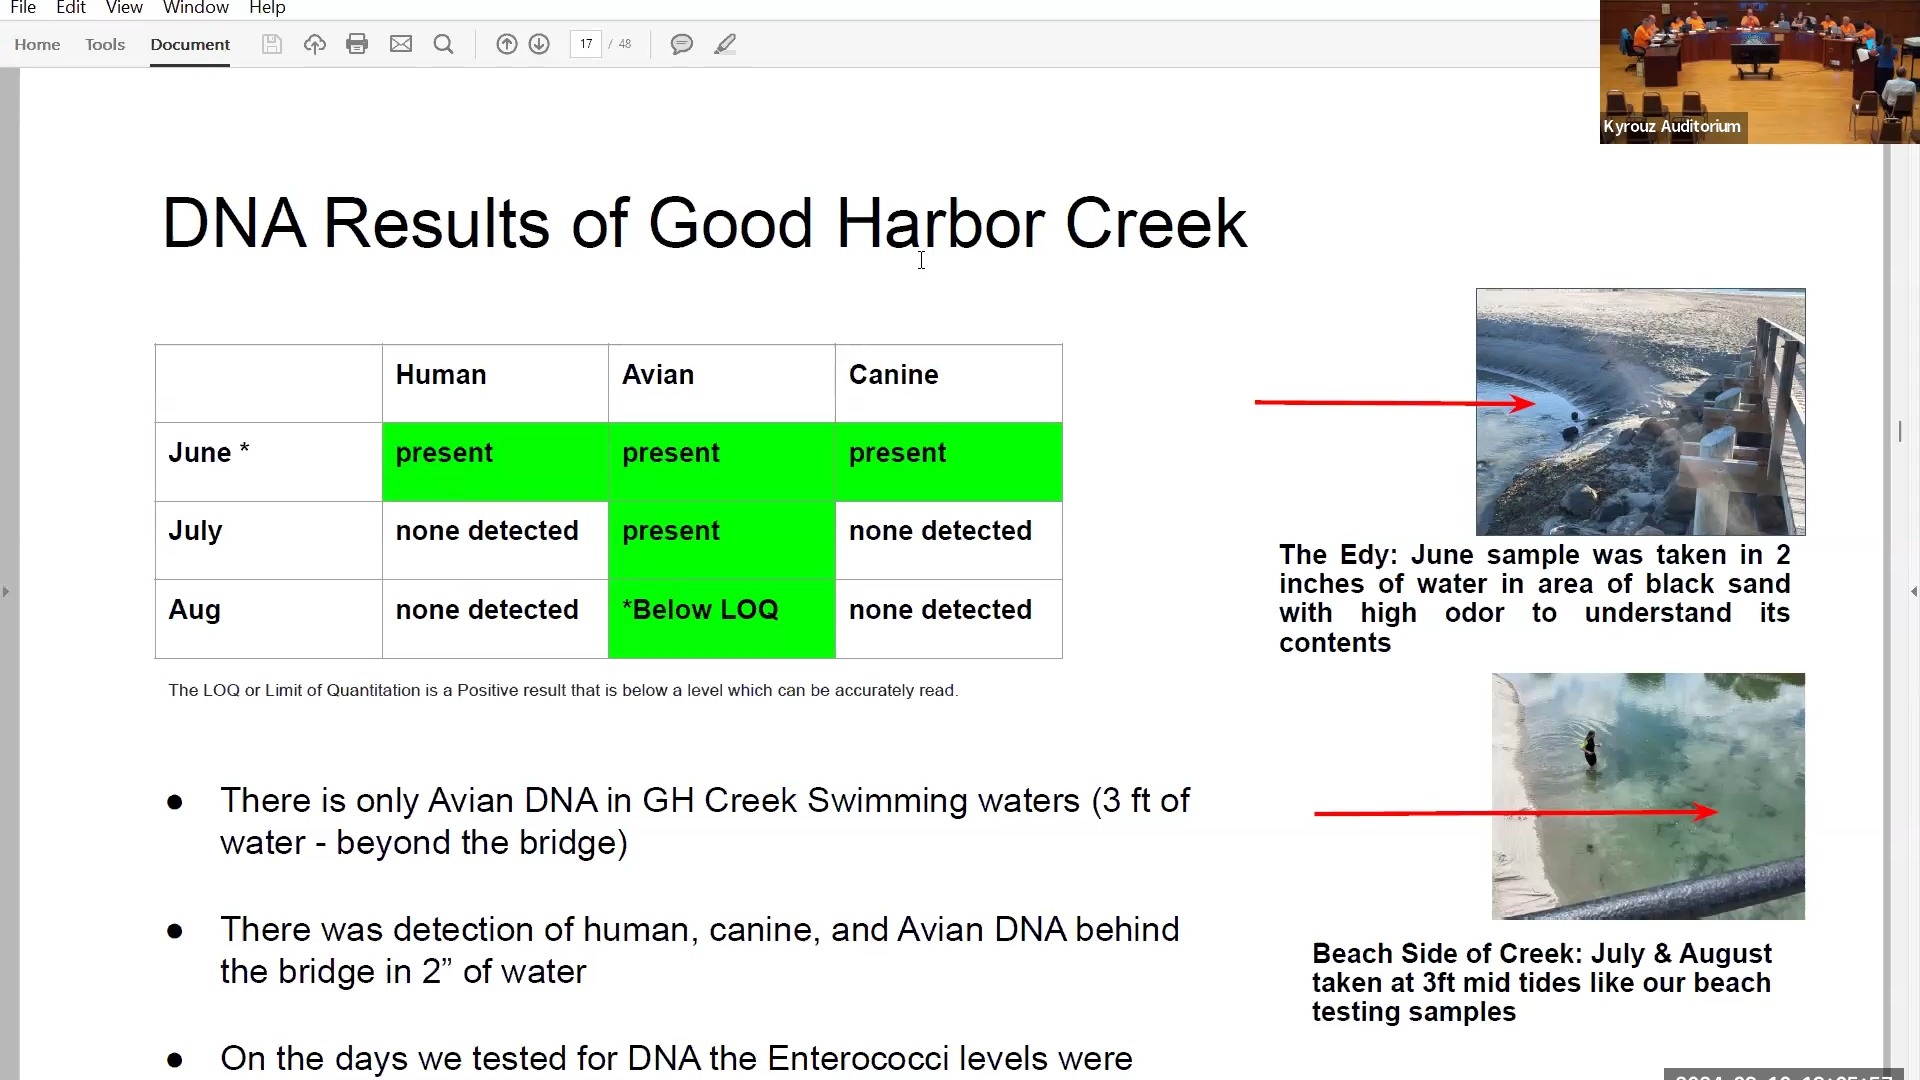 File Edit View Window Help
Home Tools Document 17 / 48
Kyrouz Auditorium
DNA Results of Good Harbor Creek
Human Avian Canine
June * present present present
July none detected present none detected
Aug none detected *Below LOQ none detected
The LOQ or Limit of Quantitation is a Positive result that is below a level which can be accurately read.
The Edy: June sample was taken in 2
inches of water in area of black sand
with high odor to understand its
contents
● There is only Avian DNA in GH Creek Swimming waters (3 ft of
water - beyond the bridge)
● There was detection of human, canine, and Avian DNA behind
the bridge in 2” of water
● On the days we tested for DNA the Enterococci levels were
Beach Side of Creek: July & August
taken at 3ft mid tides like our beach
testing samples